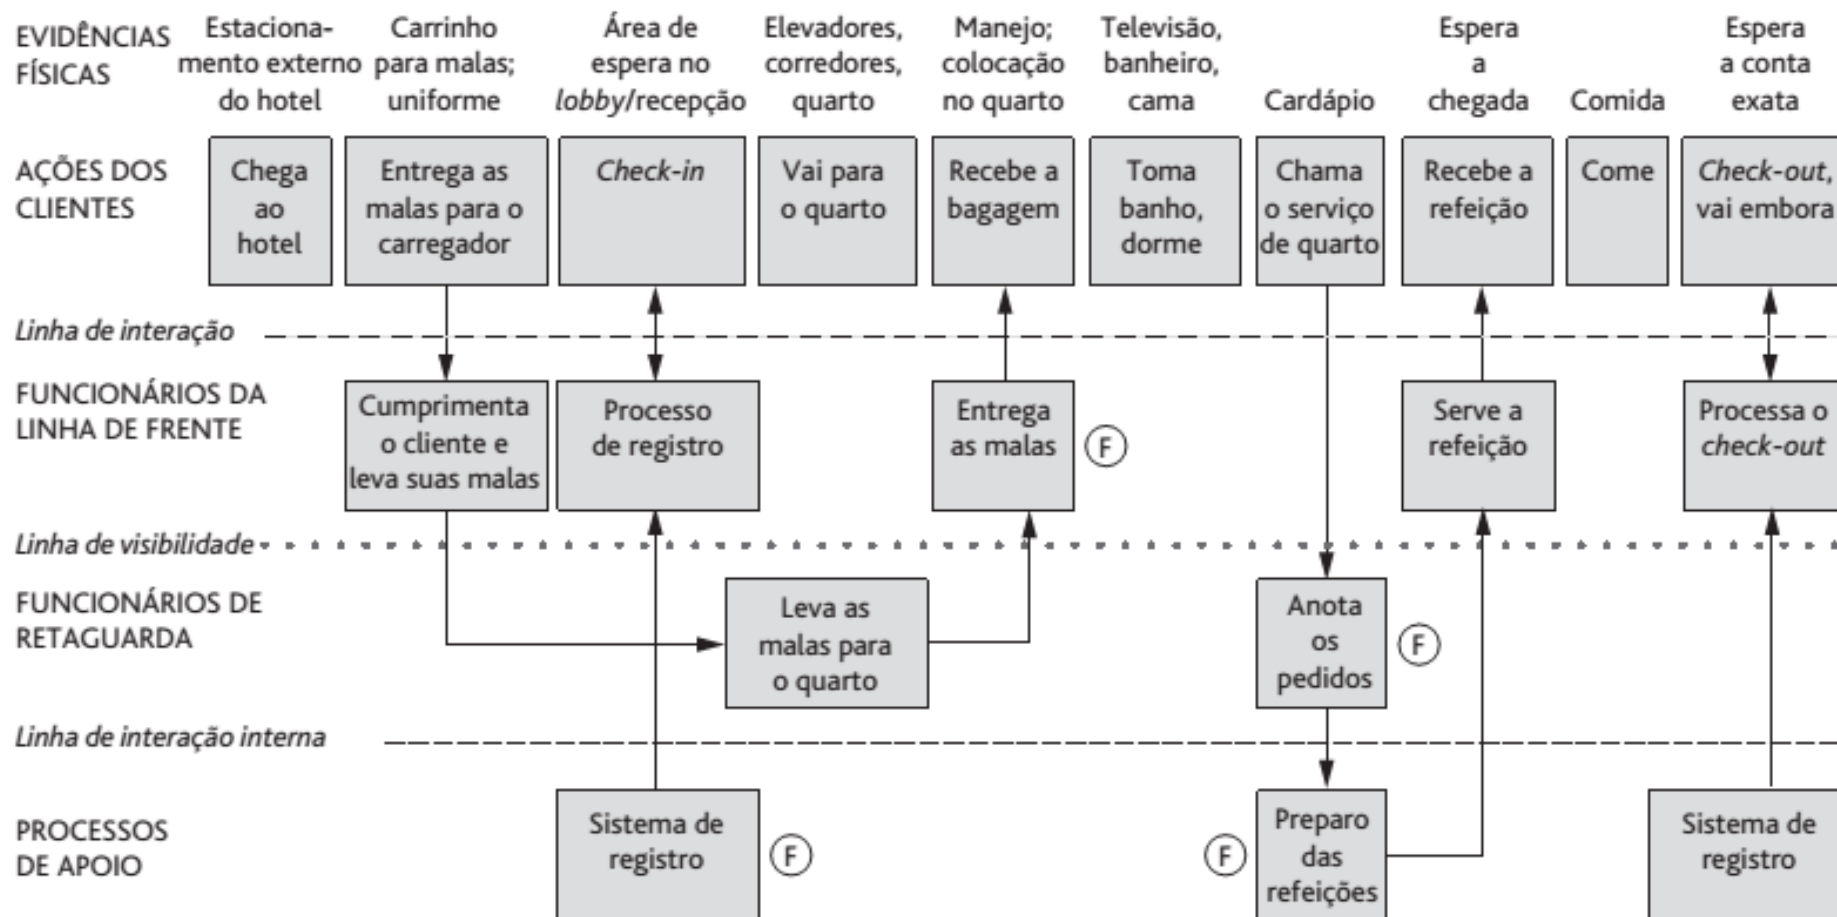 EVIDÊNCIAS
FÍSICAS
Estaciona-
mento externo
do hotel
Carrinho
para malas;
uniforme
Área de
espera no
lobby/recepção
Elevadores,
corredores,
quarto
Manejo;
colocação
no quarto
Televisão,
banheiro,
cama
Cardápio
Espera
a
chegada
Comida
Espera
a conta
exata
AÇÕES DOS
CLIENTES
Chega
ao
hotel
Entrega as
malas para o
carregador
Check-in
Vai para
o quarto
Recebe a
bagagem
Toma
banho,
dorme
Chama
o serviço
de quarto
Recebe a
refeição
Come
Check-out,
vai embora
Linha de interação
FUNCIONÁRIOS DA
LINHA DE FRENTE
Cumprimenta
o cliente e
leva suas malas
Processo
de registro
Entrega
as malas
F
Serve a
refeição
Processa o
check-out
Linha de visibilidade
FUNCIONÁRIOS DE
RETAGUARDA
Leva as
malas para
o quarto
Anota
os
pedidos
F
Linha de interação interna
PROCESSOS
DE APOIO
Sistema de
registro
F
F
Preparo
das
refeições
Sistema de
registro